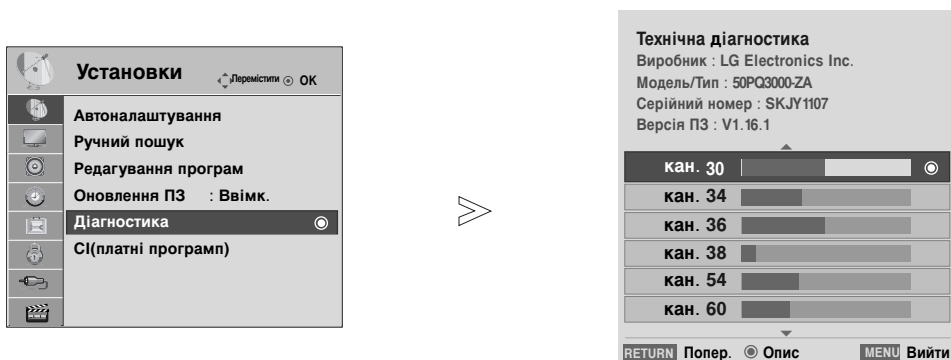 Установки Перемістити OK
Автоналаштування
Ручний пошук
Редагування програм
Оновлення ПЗ : Ввімк.
Діагностика
CI(платні програмп)
Технічна діагностика
Виробник : LG Electronics Inc.
Модель/Тип : 50PQ3000-ZA
Серійний номер : SKJY1107
Версія ПЗ : V1.16.1
кан. 30
кан. 34
кан. 36
кан. 38
кан. 54
кан. 60
RETURN Попер. Опис MENU Вийти